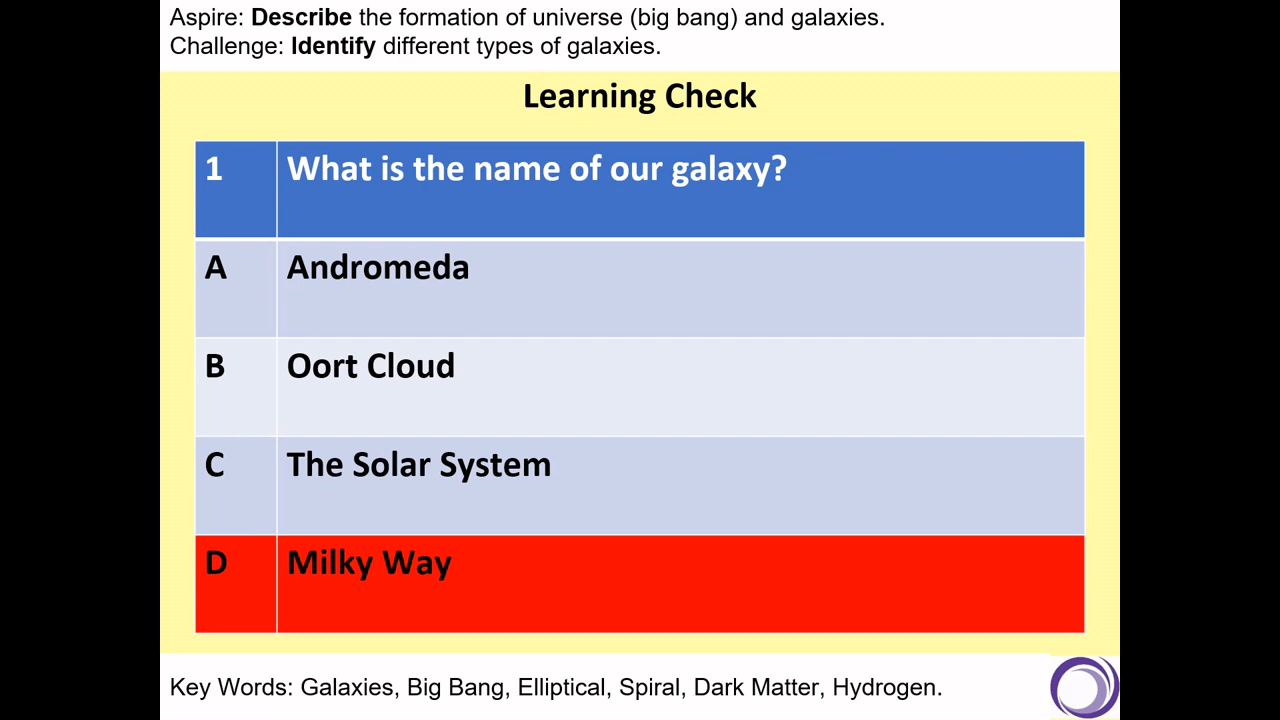 Aspire: Describe the formation of universe (big bang) and galaxies.
Challenge: Identify different types of galaxies.
Learning Check
1 What is the name of our galaxy?
A Andromeda
B Oort Cloud
C The Solar System
D Milky Way
Key Words: Galaxies, Big Bang, Elliptical, Spiral, Dark Matter, Hydrogen.